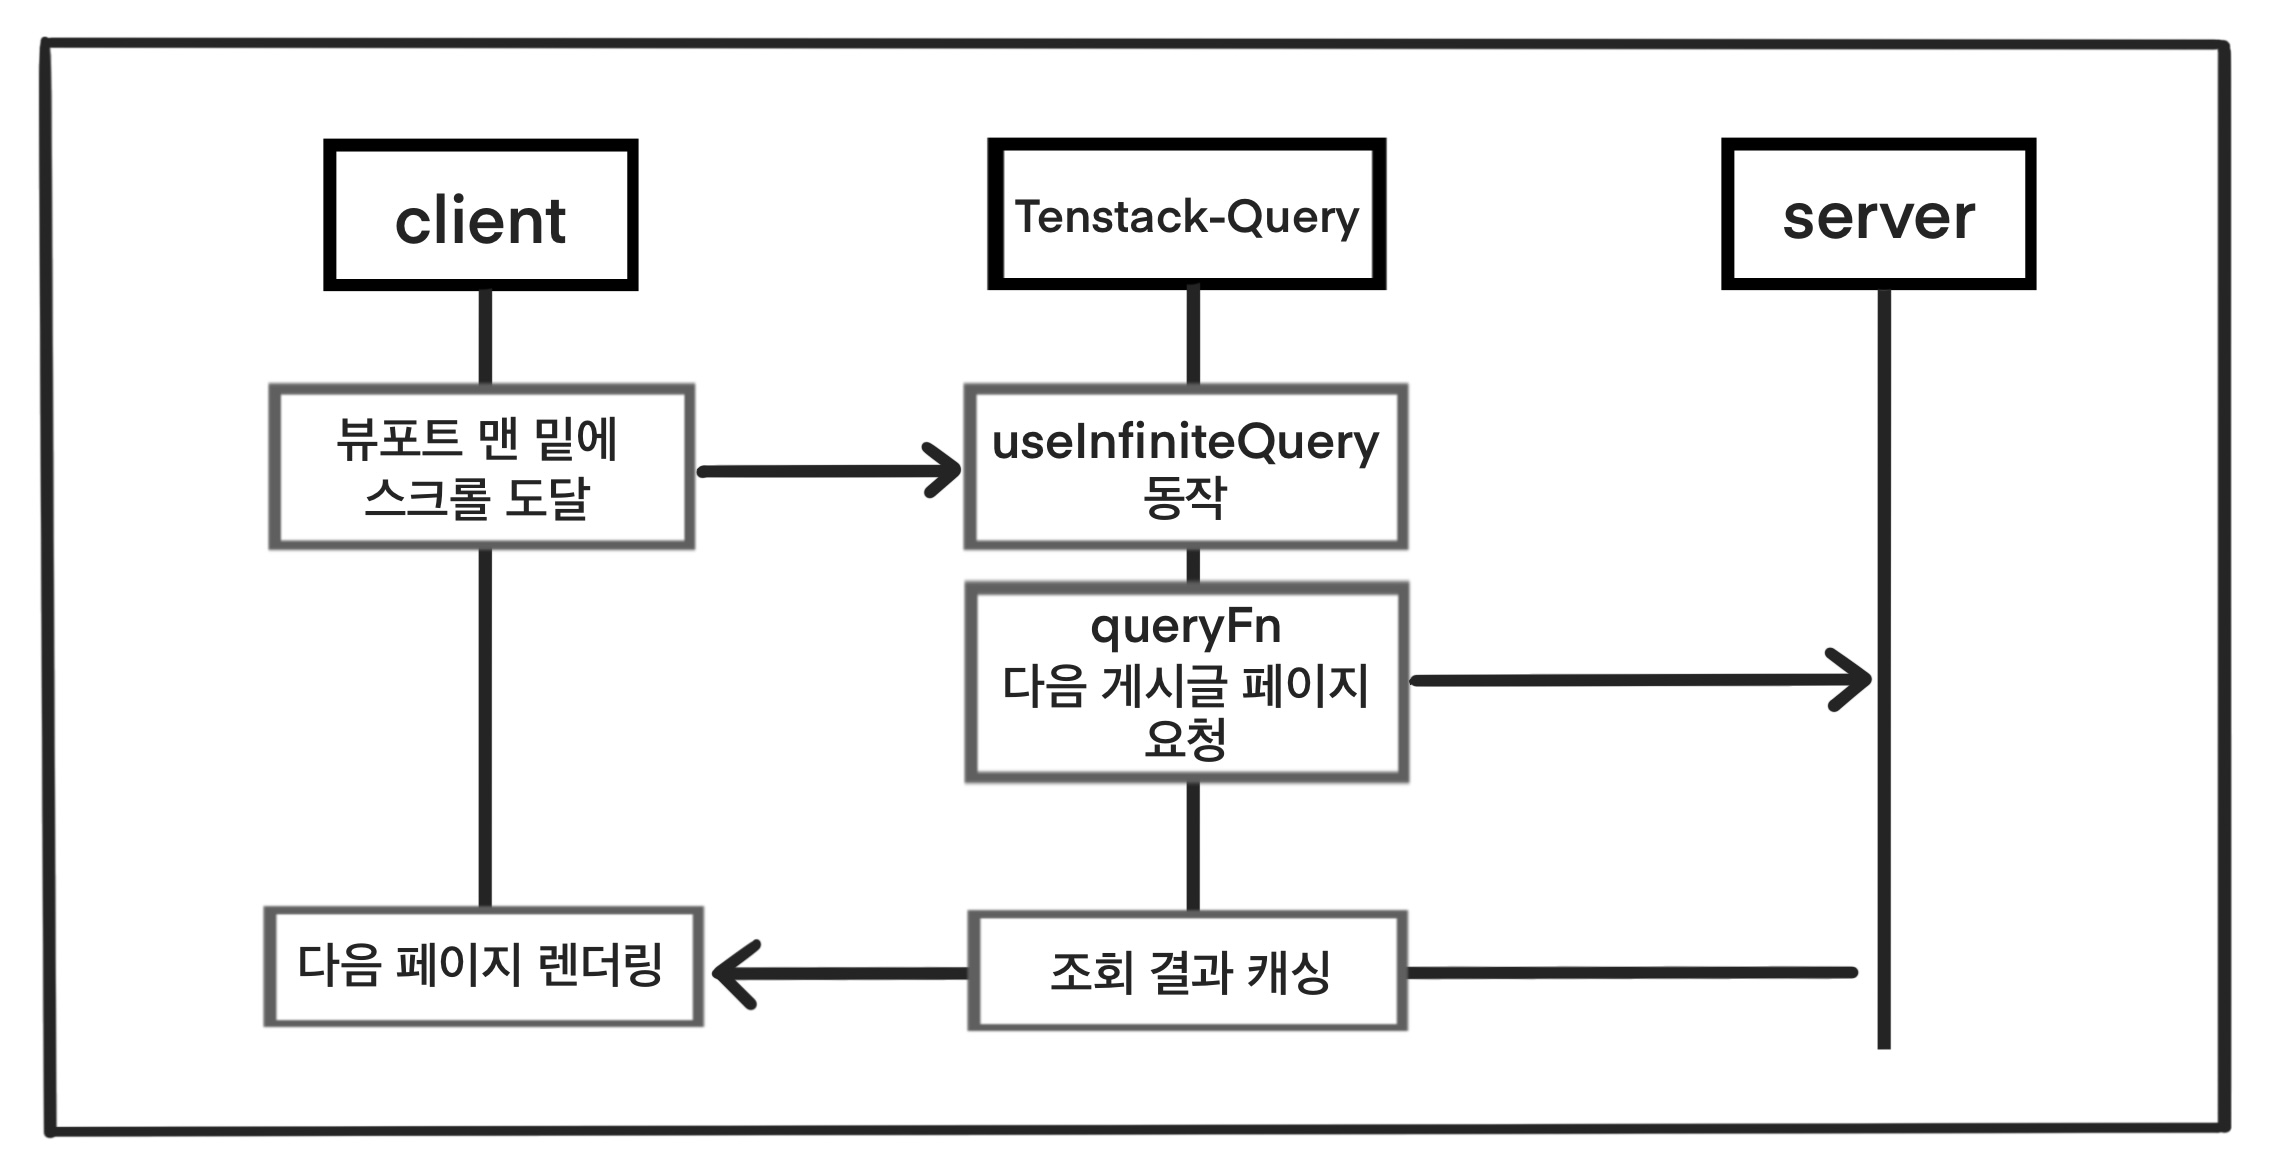 client
Tenstack-Query
server
뷰포트 맨 밑에
스크롤 도달
useInfiniteQuery
동작
queryFn
다음 게시글 페이지
요청
다음 페이지 렌더링
조회 결과 캐싱